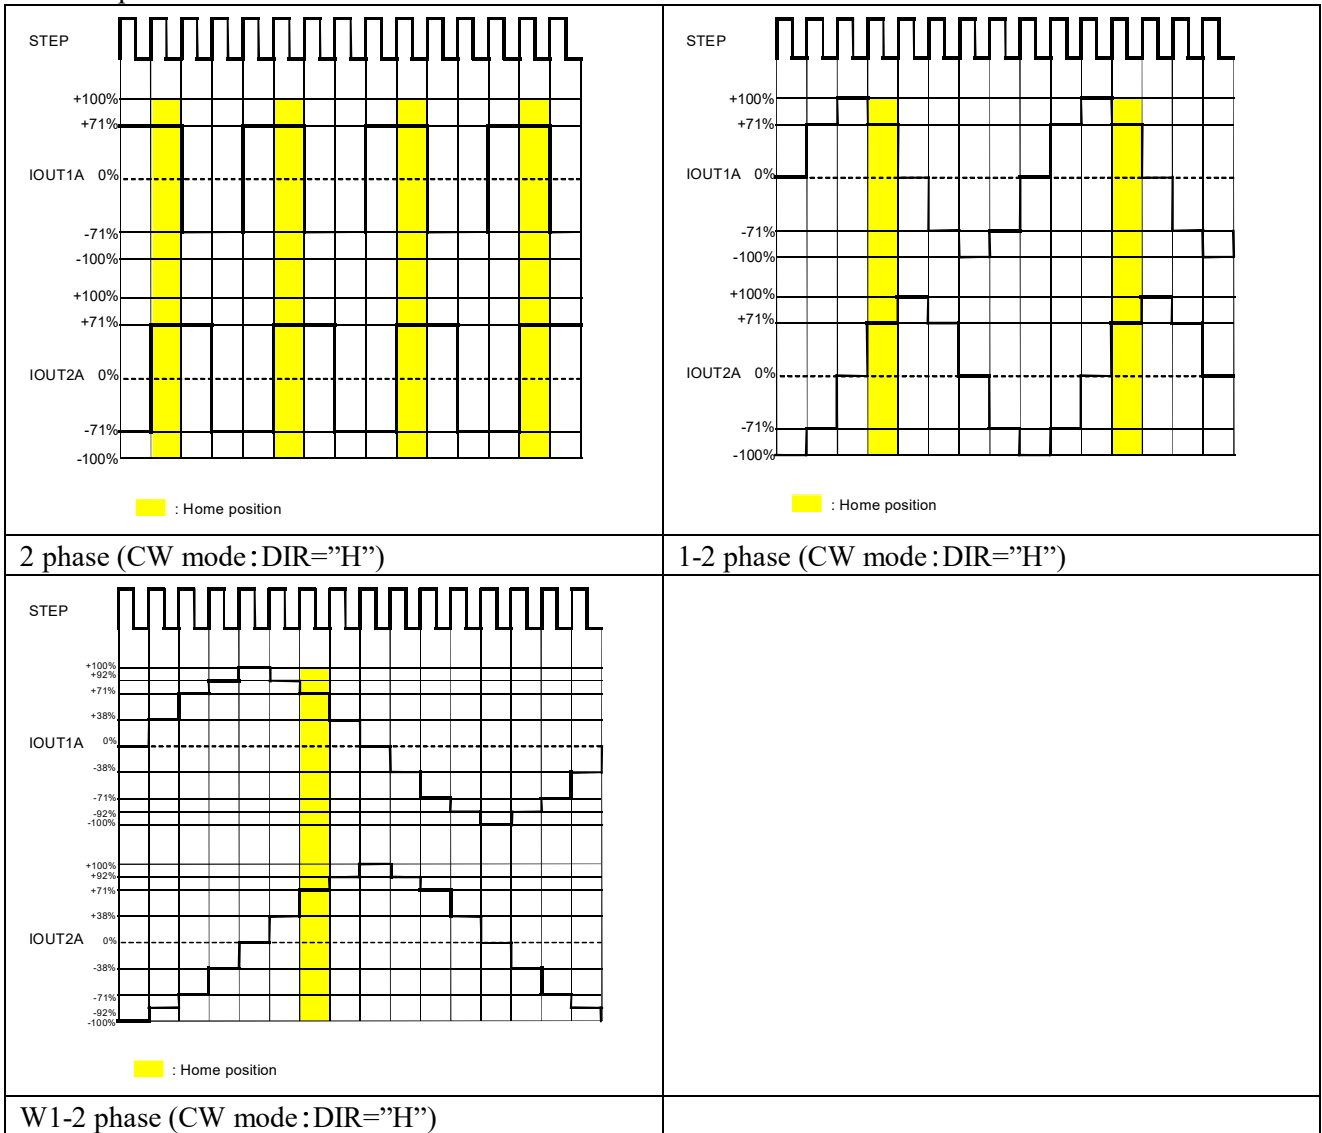 STEP
+100%
+71%
IOUT1A 0%
-71%
-100%
+100%
+71%
IOUT2A 0%
-71%
-100%
: Home position
2 phase (CW mode:DIR=”H”)
STEP
+100%
+71%
IOUT1A 0%
-71%
-100%
+100%
+71%
IOUT2A 0%
-71%
-100%
: Home position
1-2 phase (CW mode:DIR=”H”)
STEP
+100%
+92%
+71%
+38%
IOUT1A 0%
-38%
-71%
-92%
-100%
+100%
+92%
+71%
+38%
IOUT2A 0%
-38%
-71%
-92%
-100%
: Home position
W1-2 phase (CW mode:DIR=”H”)